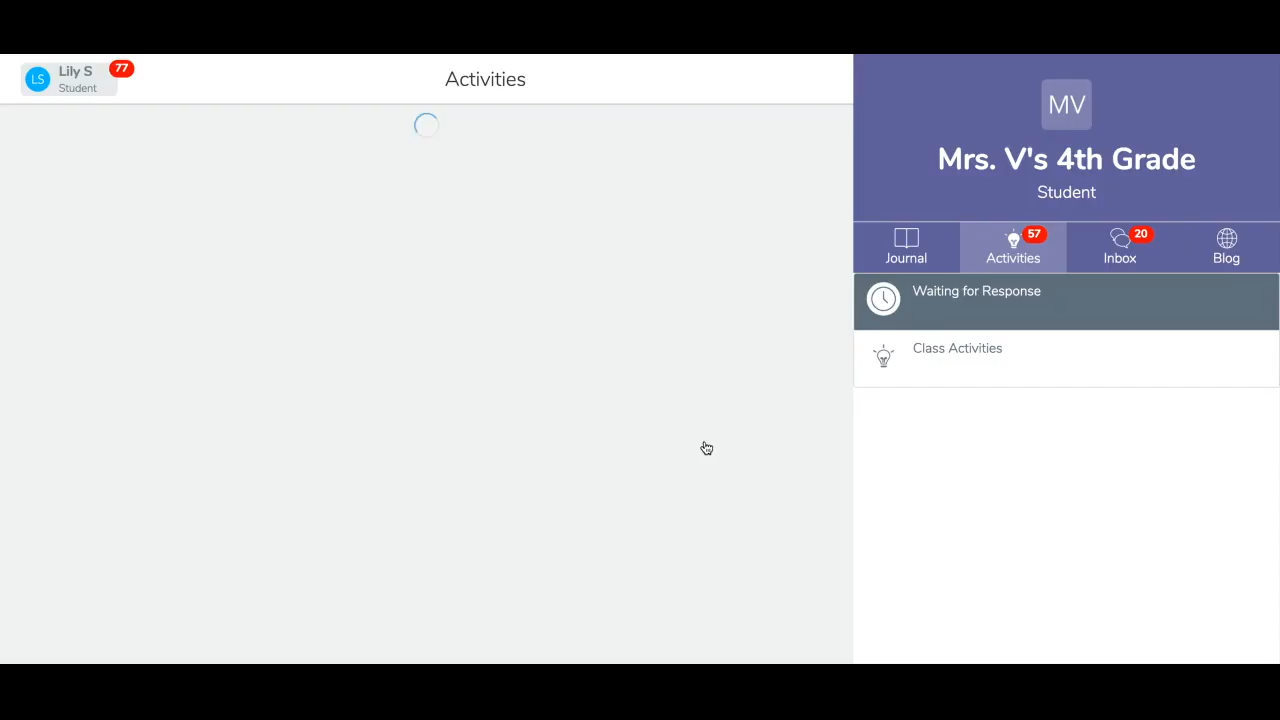 LS
Lily S
77
Student
Activities
MV
Mrs. V's 4th Grade
Student
Journal
57
Activities
20
Inbox
Blog
Waiting for Response
Class Activities